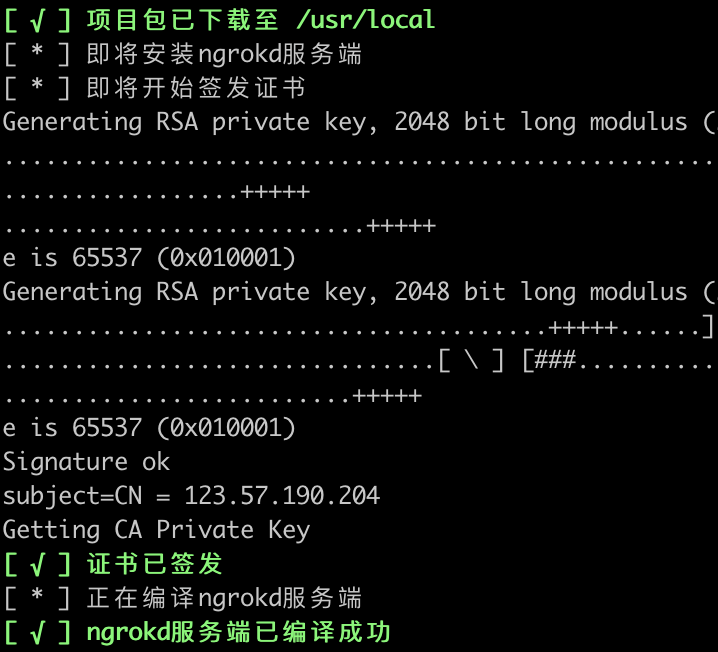 [ √ ] 项目包已下载至 /usr/local
[ * ] 即将安装ngrokd服务端
[ * ] 即将开始签发证书
Generating RSA private key, 2048 bit long modulus (
...................................................
.................+++++
..........................+++++
e is 65537 (0x010001)
Generating RSA private key, 2048 bit long modulus (
.......................................+++++......]
...............................[ \ ] [###..........
.........................+++++
e is 65537 (0x010001)
Signature ok
subject=CN = 123.57.190.204
Getting CA Private Key
[ √ ] 证书已签发
[ * ] 正在编译ngrokd服务端
[ √ ] ngrokd服务端已编译成功